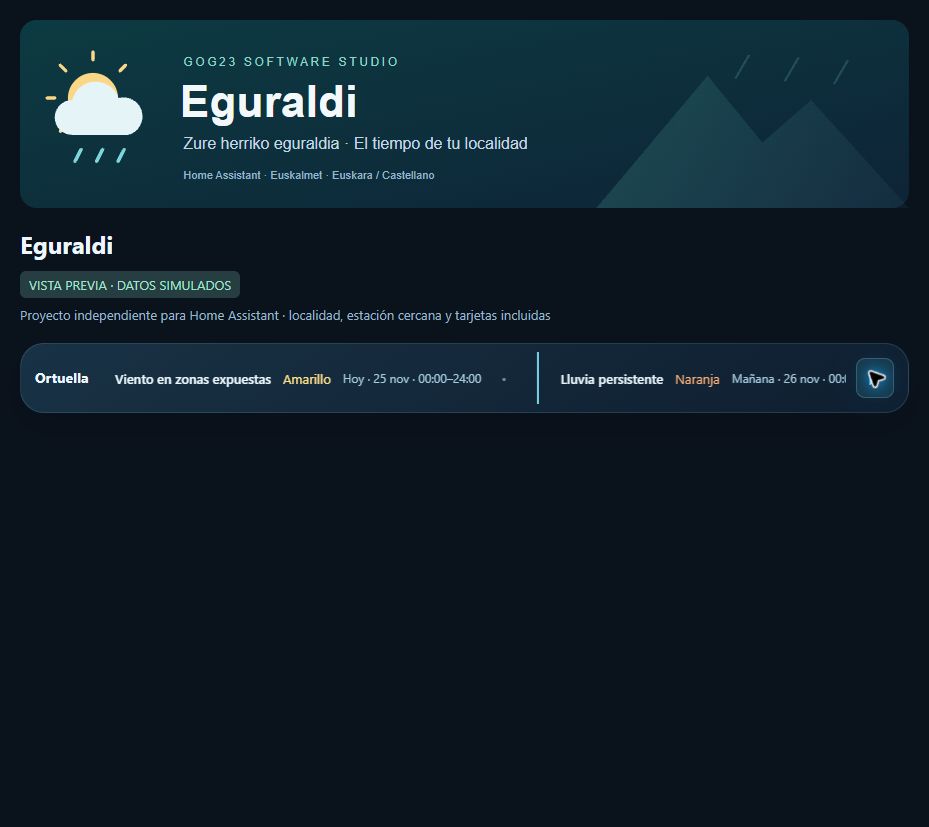 GOG23 SOFTWARE STUDIO
Eguraldi
Zure herriko eguraldia · El tiempo de tu localidad
Home Assistant · Euskalmet · Euskara / Castellano
Eguraldi
VISTA PREVIA · DATOS SIMULADOS
Proyecto independiente para Home Assistant · localidad, estación cercana y tarjetas incluidas
Ortuella Viento en zonas expuestas Amarillo Hoy · 25 nov · 00:00–24:00 • Lluvia persistente Naranja Mañana · 26 nov ·